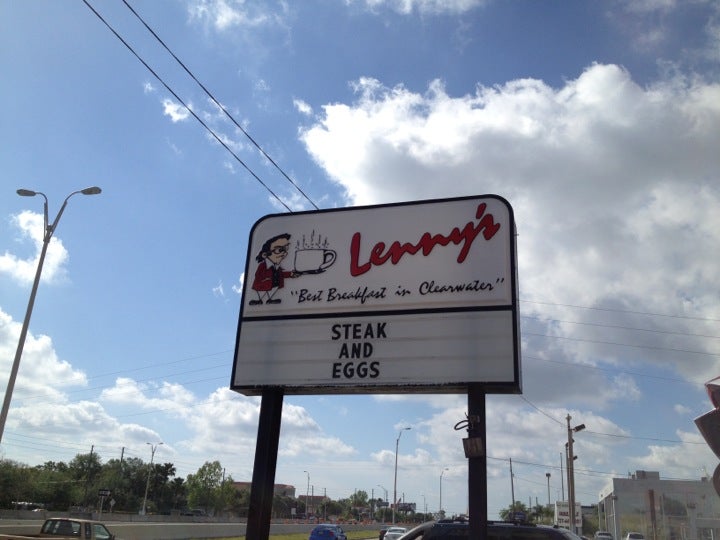 Lenny's
"Best Breakfast in Clearwater"
STEAK
AND
EGGS